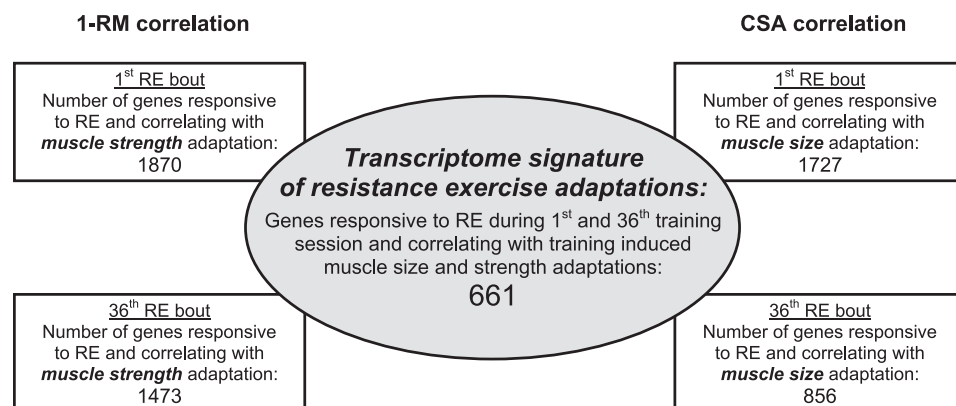 1-RM correlation
CSA correlation
1st RE bout
Number of genes responsive
to RE and correlating with
muscle strength adaptation:
1870
1st RE bout
Number of genes responsive
to RE and correlating with
muscle size adaptation:
1727
Transcriptome signature
of resistance exercise adaptations:
Genes responsive to RE during 1st and 36th training
session and correlating with training induced
muscle size and strength adaptations:
661
36th RE bout
Number of genes responsive
to RE and correlating with
muscle strength adaptation:
1473
36th RE bout
Number of genes responsive
to RE and correlating with
muscle size adaptation:
856